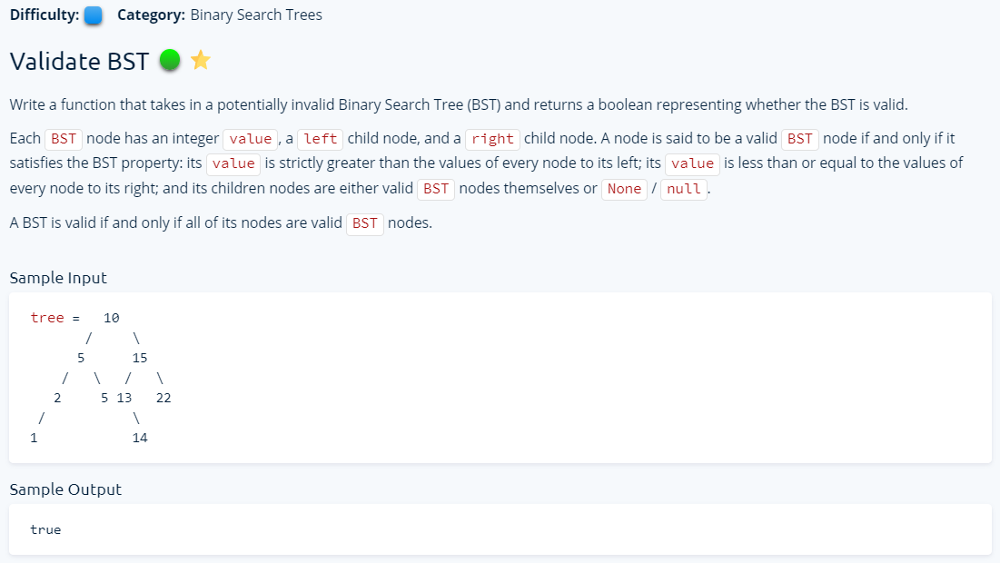 Difficulty: Category: Binary Search Trees
Validate BST
Write a function that takes in a potentially invalid Binary Search Tree (BST) and returns a boolean representing whether the BST is valid.
Each BST node has an integer value, a left child node, and a right child node. A node is said to be a valid BST node if and only if it
satisfies the BST property: its value is strictly greater than the values of every node to its left; its value is less than or equal to the values of
every node to its right; and its children nodes are either valid BST nodes themselves or None / null.
A BST is valid if and only if all of its nodes are valid BST nodes.
Sample Input
tree =   10
       /     \
      5      15
    /   \   /   \
   2     5 13   22
 /           \
1            14
Sample Output
true